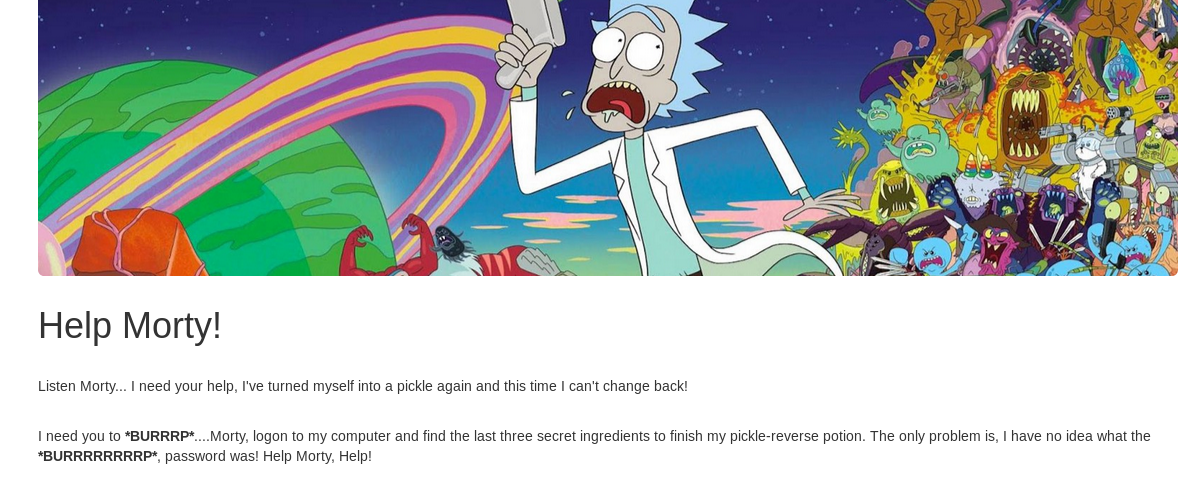 Help Morty!
Listen Morty... I need your help, I've turned myself into a pickle again and this time I can't change back!
I need you to *BURRRP*....Morty, logon to my computer and find the last three secret ingredients to finish my pickle-reverse potion. The only problem is, I have no idea what the
*BURRRRRRRRP*, password was! Help Morty, Help!